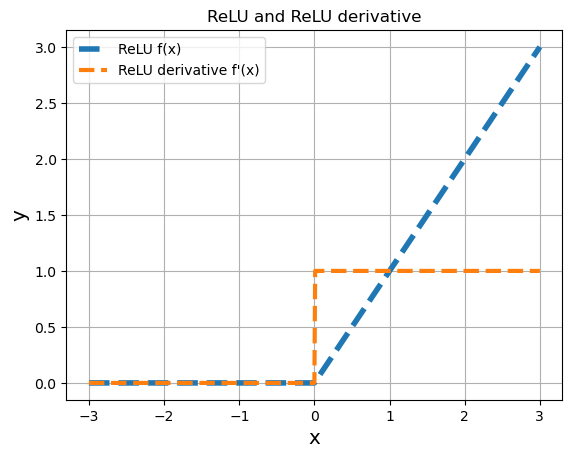 ReLU and ReLU derivative
ReLU f(x)
ReLU derivative f'(x)
3.0
2.5
2.0
1.5
1.0
0.5
0.0
y
−3 −2 −1 0 1 2 3
x